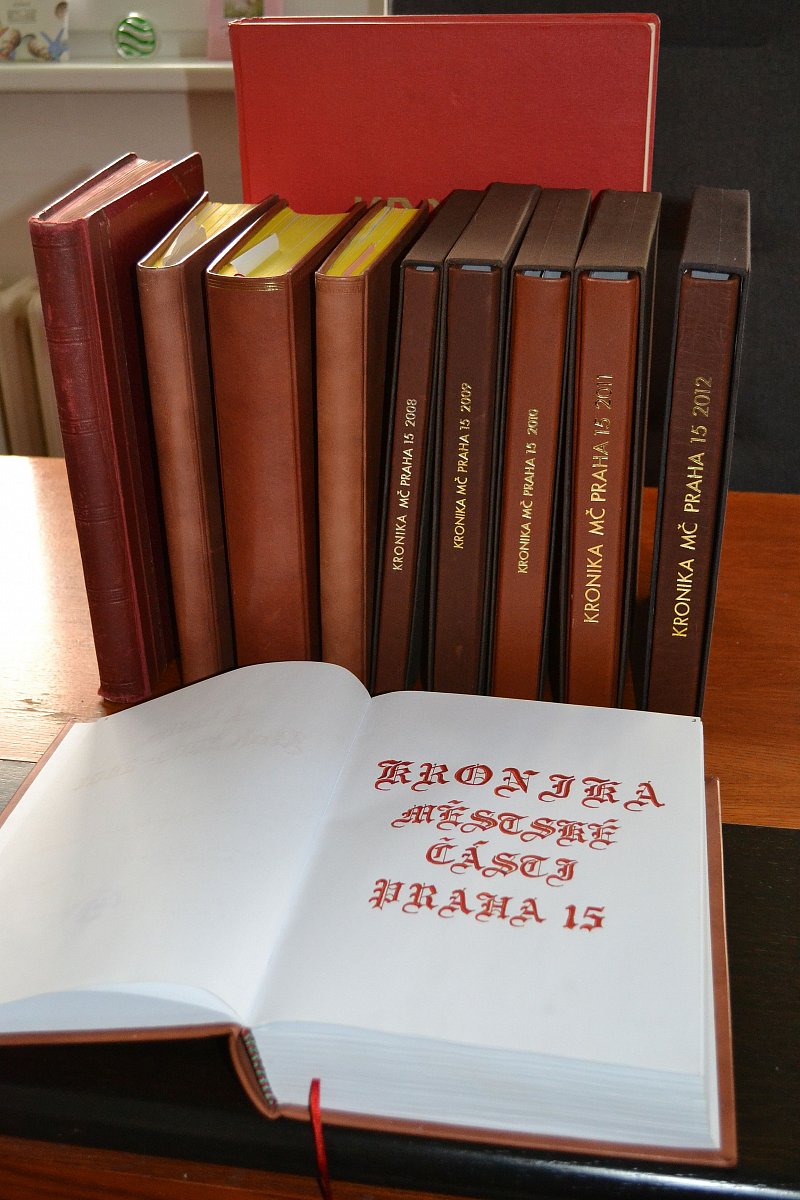 KRONIKA MČ PRAHA 15 2008
KRONIKA MČ PRAHA 15 2009
KRONIKA MČ PRAHA 15 2010
KRONIKA MČ PRAHA 15 2011
KRONIKA MČ PRAHA 15 2012
KRONIKA
MĚSTSKÉ
ČÁSTI
PRAHA 15